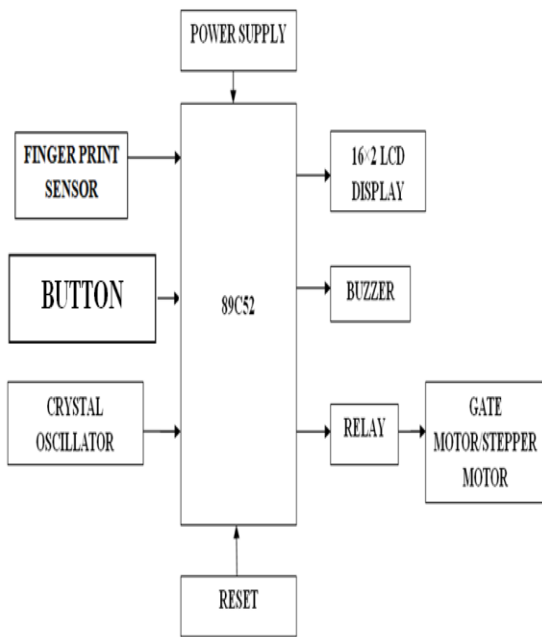 POWER SUPPLY
FINGER PRINT
SENSOR
16×2 LCD
DISPLAY
BUTTON
89C52
BUZZER
CRYSTAL
OSCILLATOR
RELAY
GATE
MOTOR/STEPPER
MOTOR
RESET